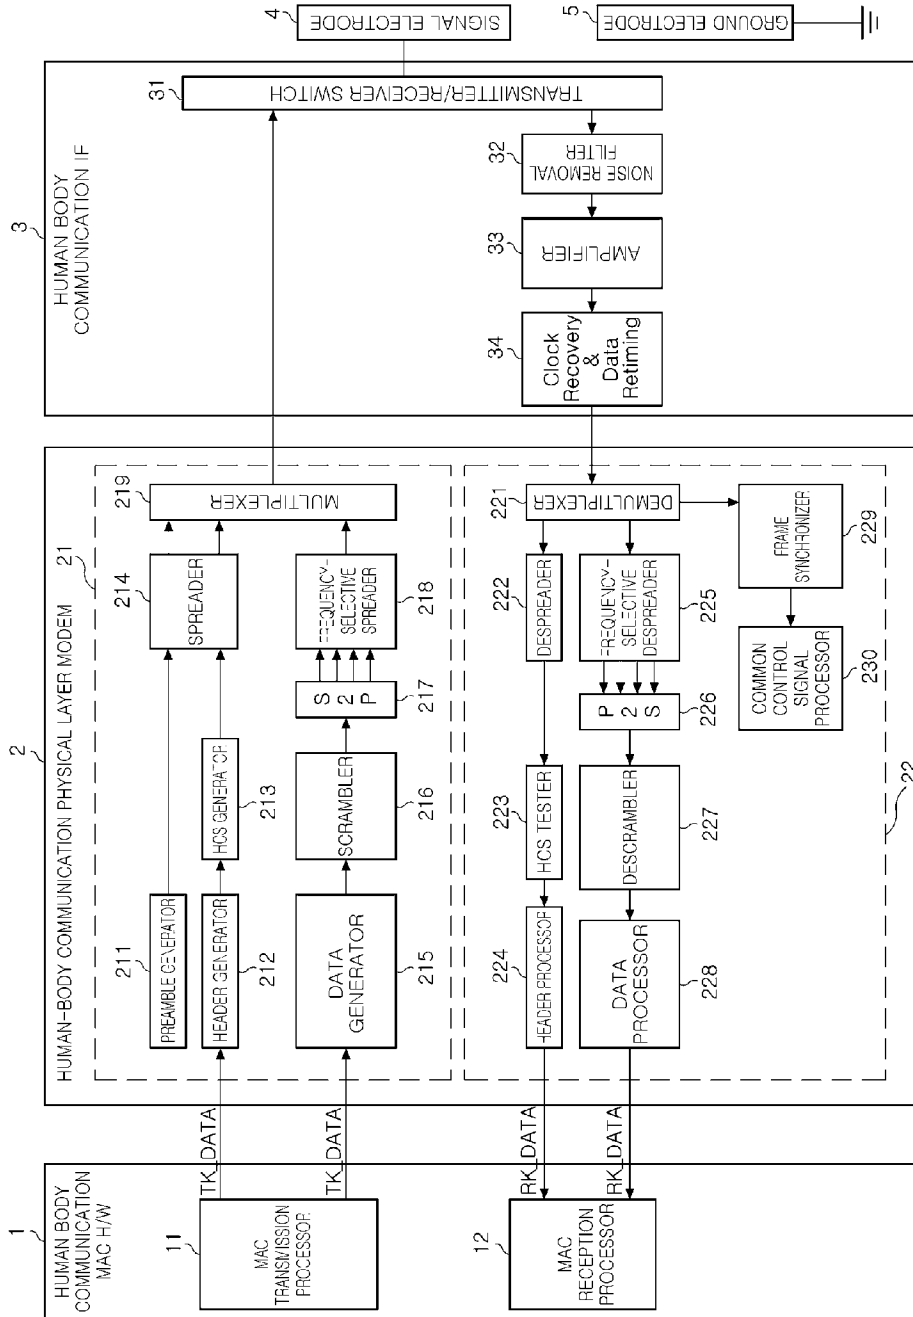 1
HUMAN BODY
COMMUNICATION
MAC H/W
11
MAC
TRANSMISSION
PROCESSOR
12
MAC
RECEPTION
PROCESSOR
TK_DATA
TK_DATA
RK_DATA
RK_DATA
2
HUMAN-BODY COMMUNICATION PHYSICAL LAYER MODEM
21
211
PREAMBLE GENERATOR
HEADER GENERATOR
212
HCS GENERATOR
213
214
SPREADER
219
MULTIPLEXER
DATA
GENERATOR
215
SCRAMBLER
216
S
2
P
217
FREQUENCY-
SELECTIVE
SPREADER
218
22
221
DEMULTIPLEXER
222
DESPREADER
223
HCS TESTER
224
HEADER PROCESSOR
FREQUENCY-
SELECTIVE
DESPREADER
225
P
2
S
226
DESCRAMBLER
227
DATA
PROCESSOR
228
FRAME
SYNCHRONIZER
229
COMMON
CONTROL
SIGNAL
PROCESSOR
230
3
HUMAN BODY
COMMUNICATION IF
31
TRANSMITTER/RECEIVER SWITCH
32
NOISE REMOVAL
FILTER
33
AMPLIFIER
34
Clock
Recovery
&
Data
Retiming
4
SIGNAL ELECTRODE
5
GROUND ELECTRODE